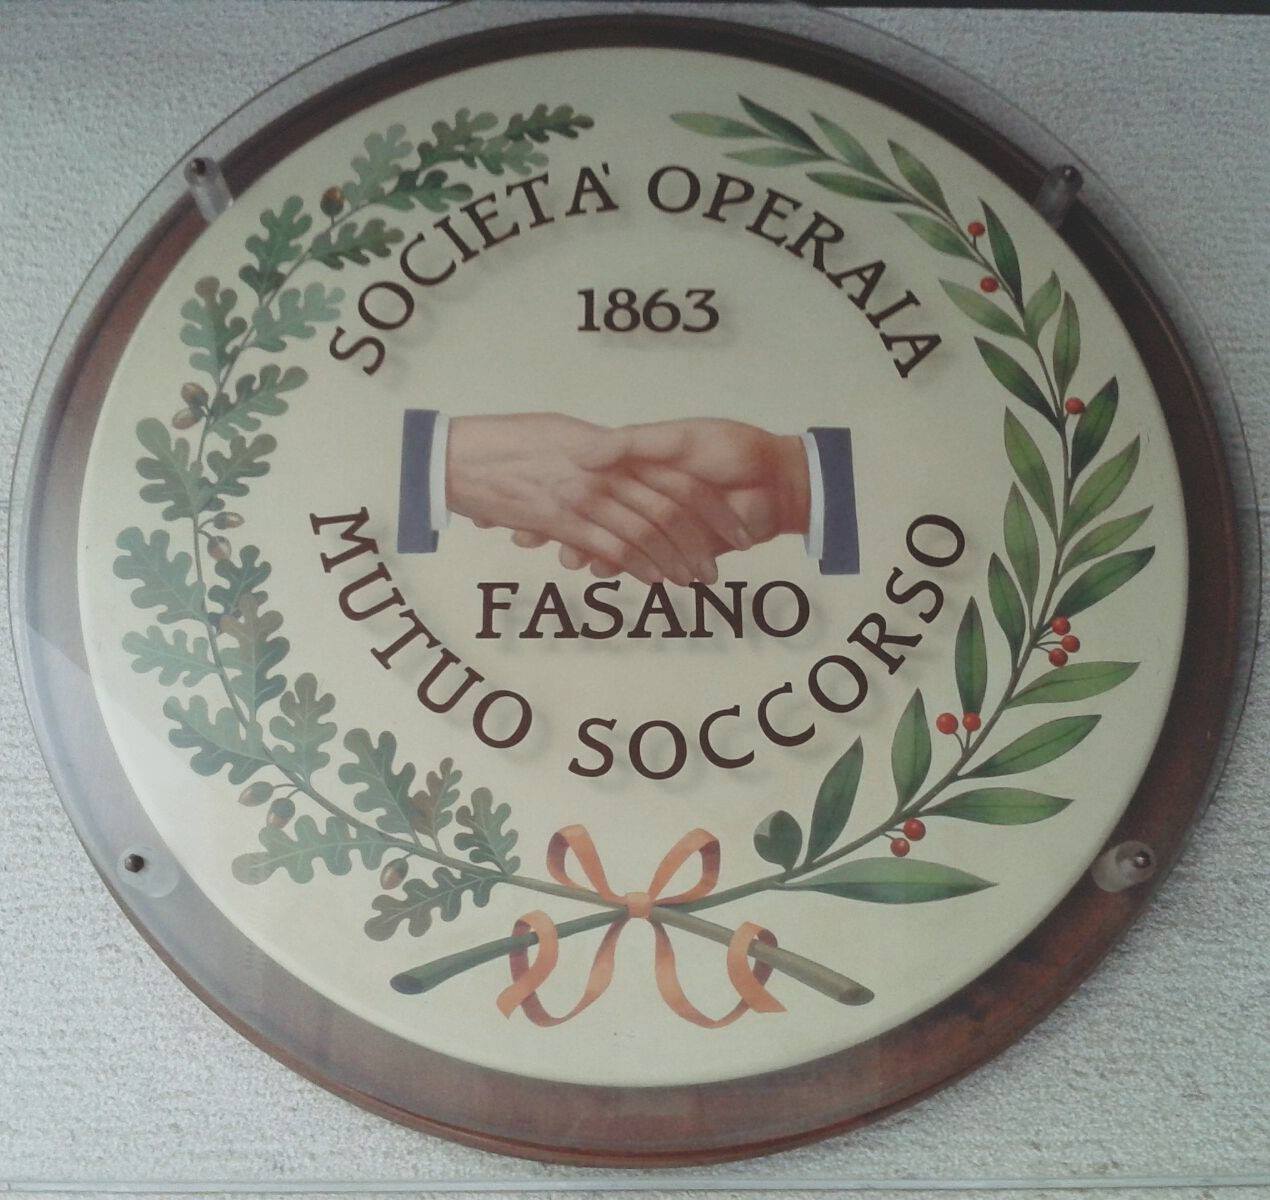 SOCIETA' OPERAIA
1863
FASANO
MUTUO SOCCORSO